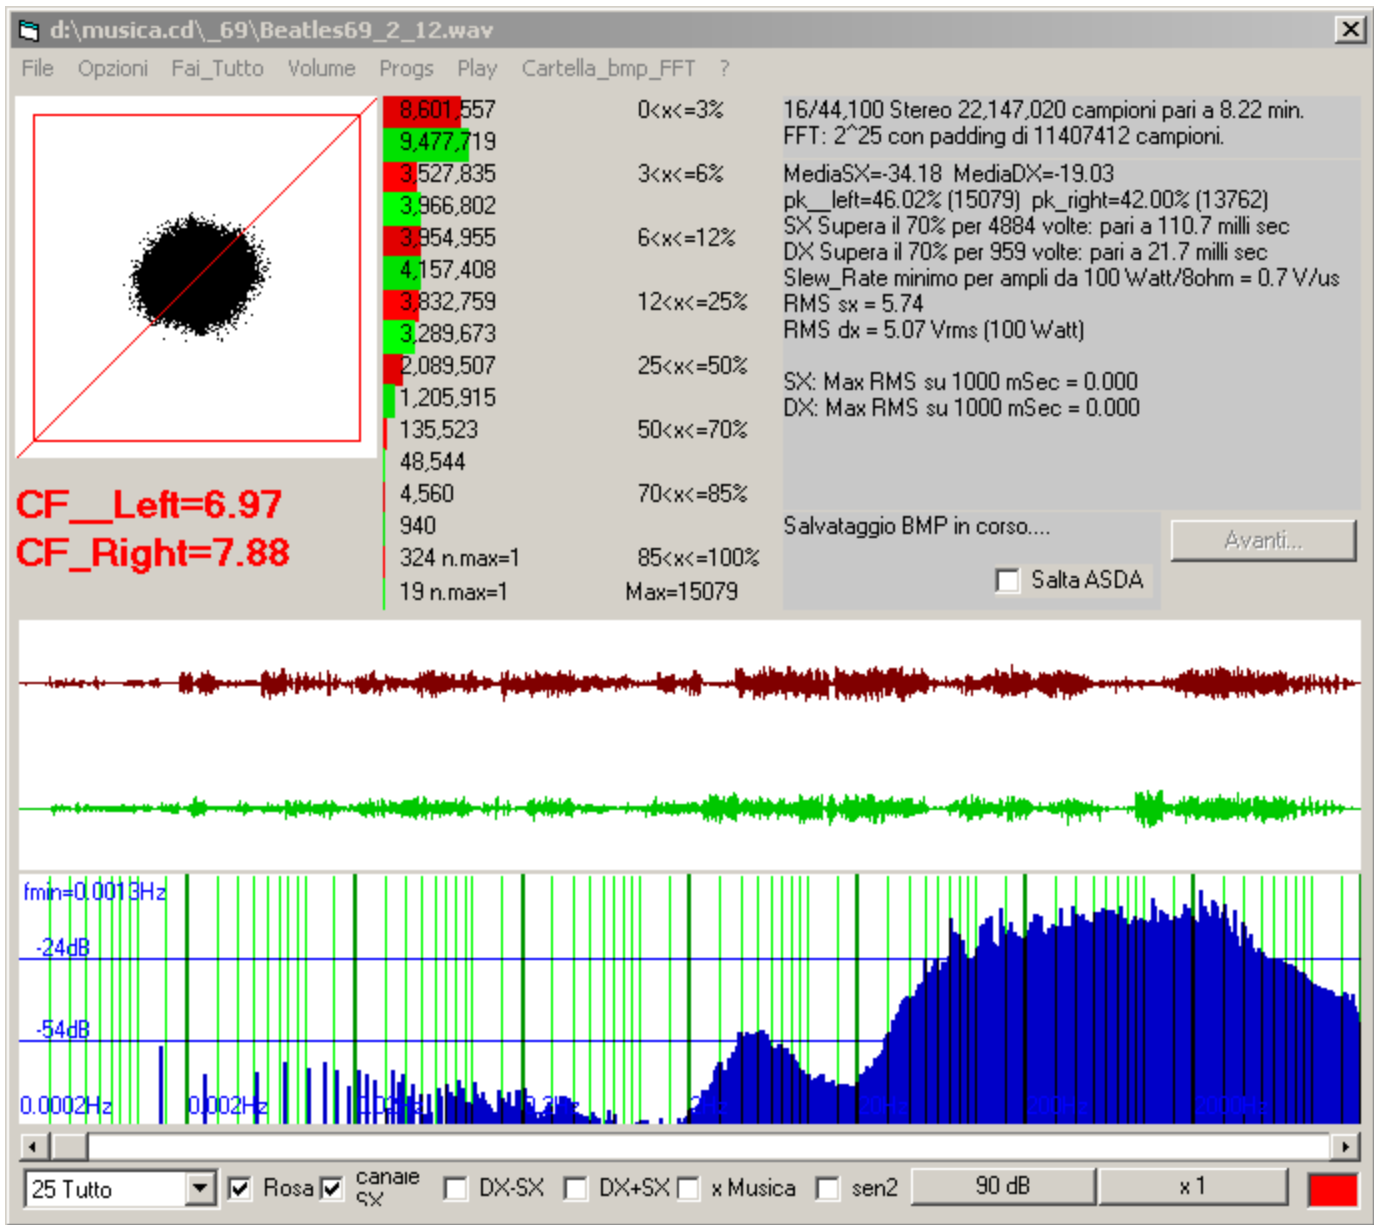 d:\musica.cd\_69\Beatles69_2_12.wav
File Opzioni Fai_Tutto Volume Progs Play Cartella_bmp_FFT ?
8,601,557 0<x<=3%
9,477,719
3,527,835 3<x<=6%
3,966,802
3,954,955 6<x<=12%
4,157,408
3,832,759 12<x<=25%
3,289,673
2,089,507 25<x<=50%
1,205,915
135,523 50<x<=70%
48,544
4,560 70<x<=85%
940
324 n.max=1 85<x<=100%
19 n.max=1 Max=15079
16/44,100 Stereo 22,147,020 campioni pari a 8.22 min.
FFT: 2^25 con padding di 11407412 campioni.
MediaSX=-34.18 MediaDX=-19.03
pk__left=46.02% (15079) pk_right=42.00% (13762)
SX Supera il 70% per 4884 volte: pari a 110.7 milli sec
DX Supera il 70% per 959 volte: pari a 21.7 milli sec
Slew_Rate minimo per ampli da 100 Watt/8ohm = 0.7 V/us
RMS sx = 5.74
RMS dx = 5.07 Vrms (100 Watt)
SX: Max RMS su 1000 mSec = 0.000
DX: Max RMS su 1000 mSec = 0.000
CF__Left=6.97
CF_Right=7.88
Salvataggio BMP in corso....
Avanti...
Salta ASDA
fmin=0.0013Hz
-24dB
-54dB
0.0002Hz 0.002Hz 0.02Hz 0.2Hz 2Hz 20Hz 200Hz 2000Hz
25 Tutto Rosa canale SX DX-SX DX+SX x Musica sen2 90 dB x 1